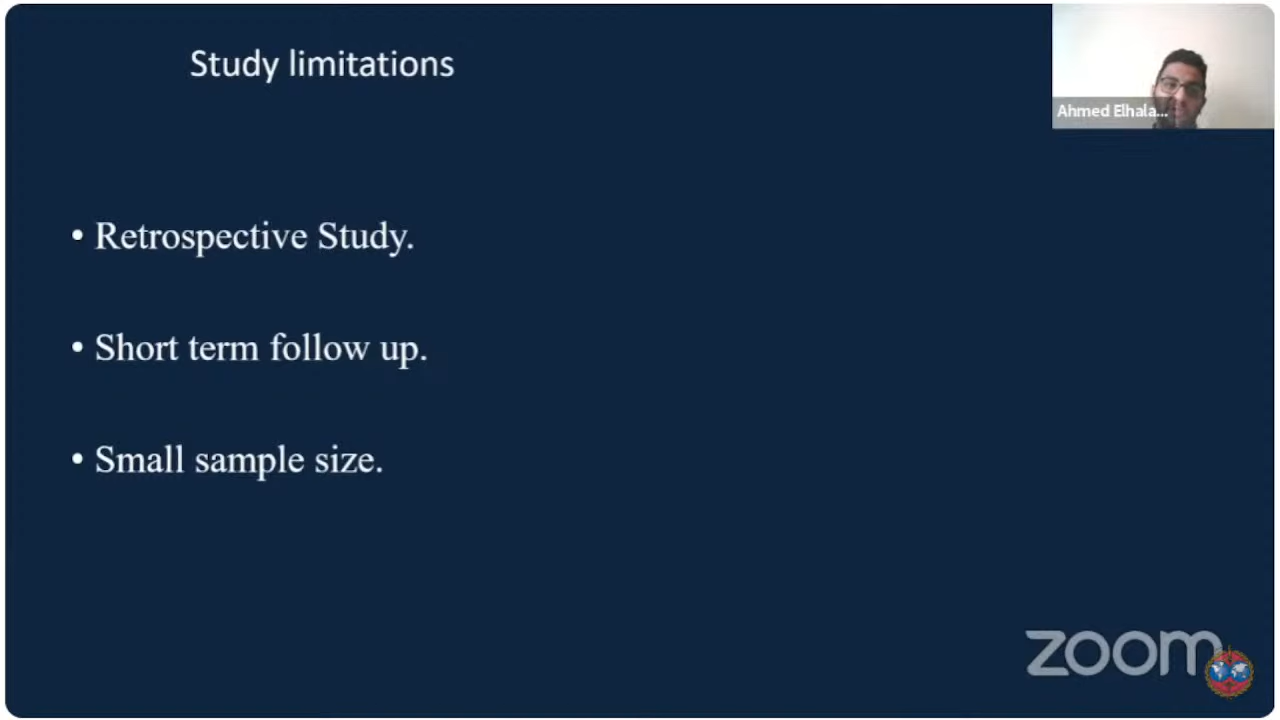 Study limitations
Ahmed Elhala...
• Retrospective Study.
• Short term follow up.
• Small sample size.
zoom